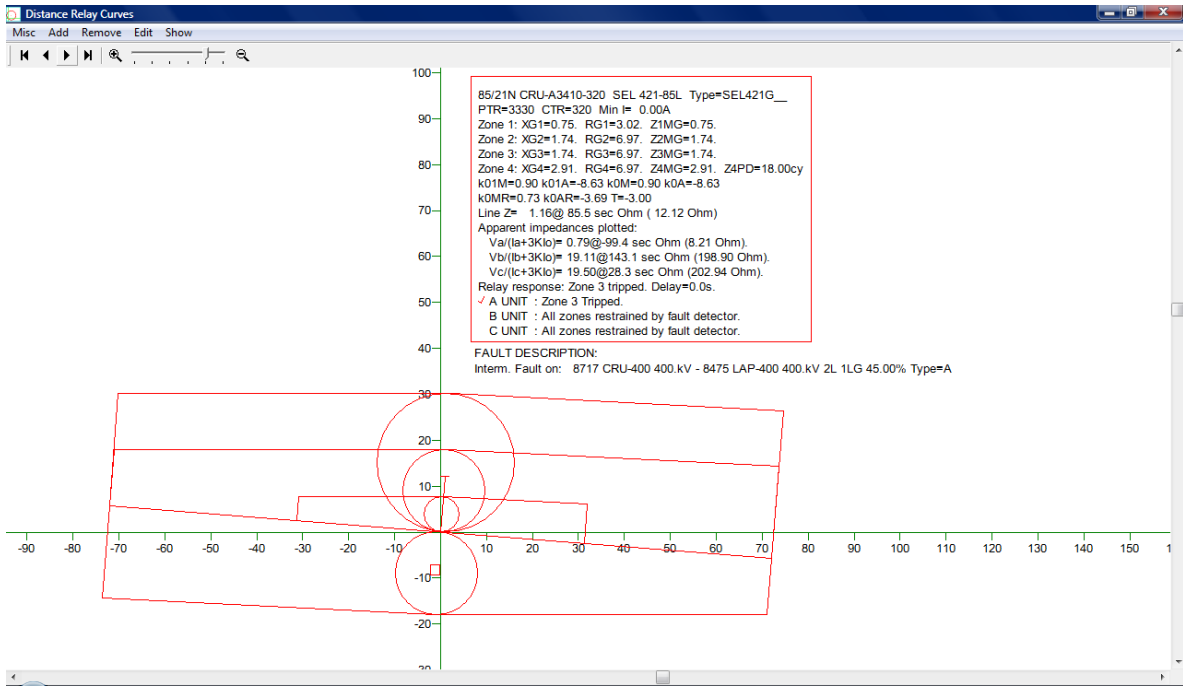 Distance Relay Curves
Misc Add Remove Edit Show
100
90
80
70
60
50
40
30
20
10
-10
-20
-90 -80 -70 -60 -50 -40 -30 -20 -10 10 20 30 40 50 60 70 80 90 100 110 120 130 140 150
85/21N CRU-A3410-320 SEL 421-85L Type=SEL421G__
PTR=3330 CTR=320 Min I= 0.00A
Zone 1: XG1=0.75. RG1=3.02. Z1MG=0.75.
Zone 2: XG2=1.74. RG2=6.97. Z2MG=1.74.
Zone 3: XG3=1.74. RG3=6.97. Z3MG=1.74.
Zone 4: XG4=2.91. RG4=6.97. Z4MG=2.91. Z4PD=18.00cy
k01M=0.90 k01A=-8.63 k0M=0.90 k0A=-8.63
k0MR=0.73 k0AR=-3.69 T=-3.00
Line Z= 1.16@ 85.5 sec Ohm ( 12.12 Ohm)
Apparent impedances plotted:
Va/(Ia+3KIo)= 0.79@-99.4 sec Ohm (8.21 Ohm).
Vb/(Ib+3KIo)= 19.11@143.1 sec Ohm (198.90 Ohm).
Vc/(Ic+3KIo)= 19.50@28.3 sec Ohm (202.94 Ohm).
Relay response: Zone 3 tripped. Delay=0.0s.
✓ A UNIT : Zone 3 Tripped.
B UNIT : All zones restrained by fault detector.
C UNIT : All zones restrained by fault detector.
FAULT DESCRIPTION:
Interm. Fault on: 8717 CRU-400 400.kV - 8475 LAP-400 400.kV 2L 1LG 45.00% Type=A